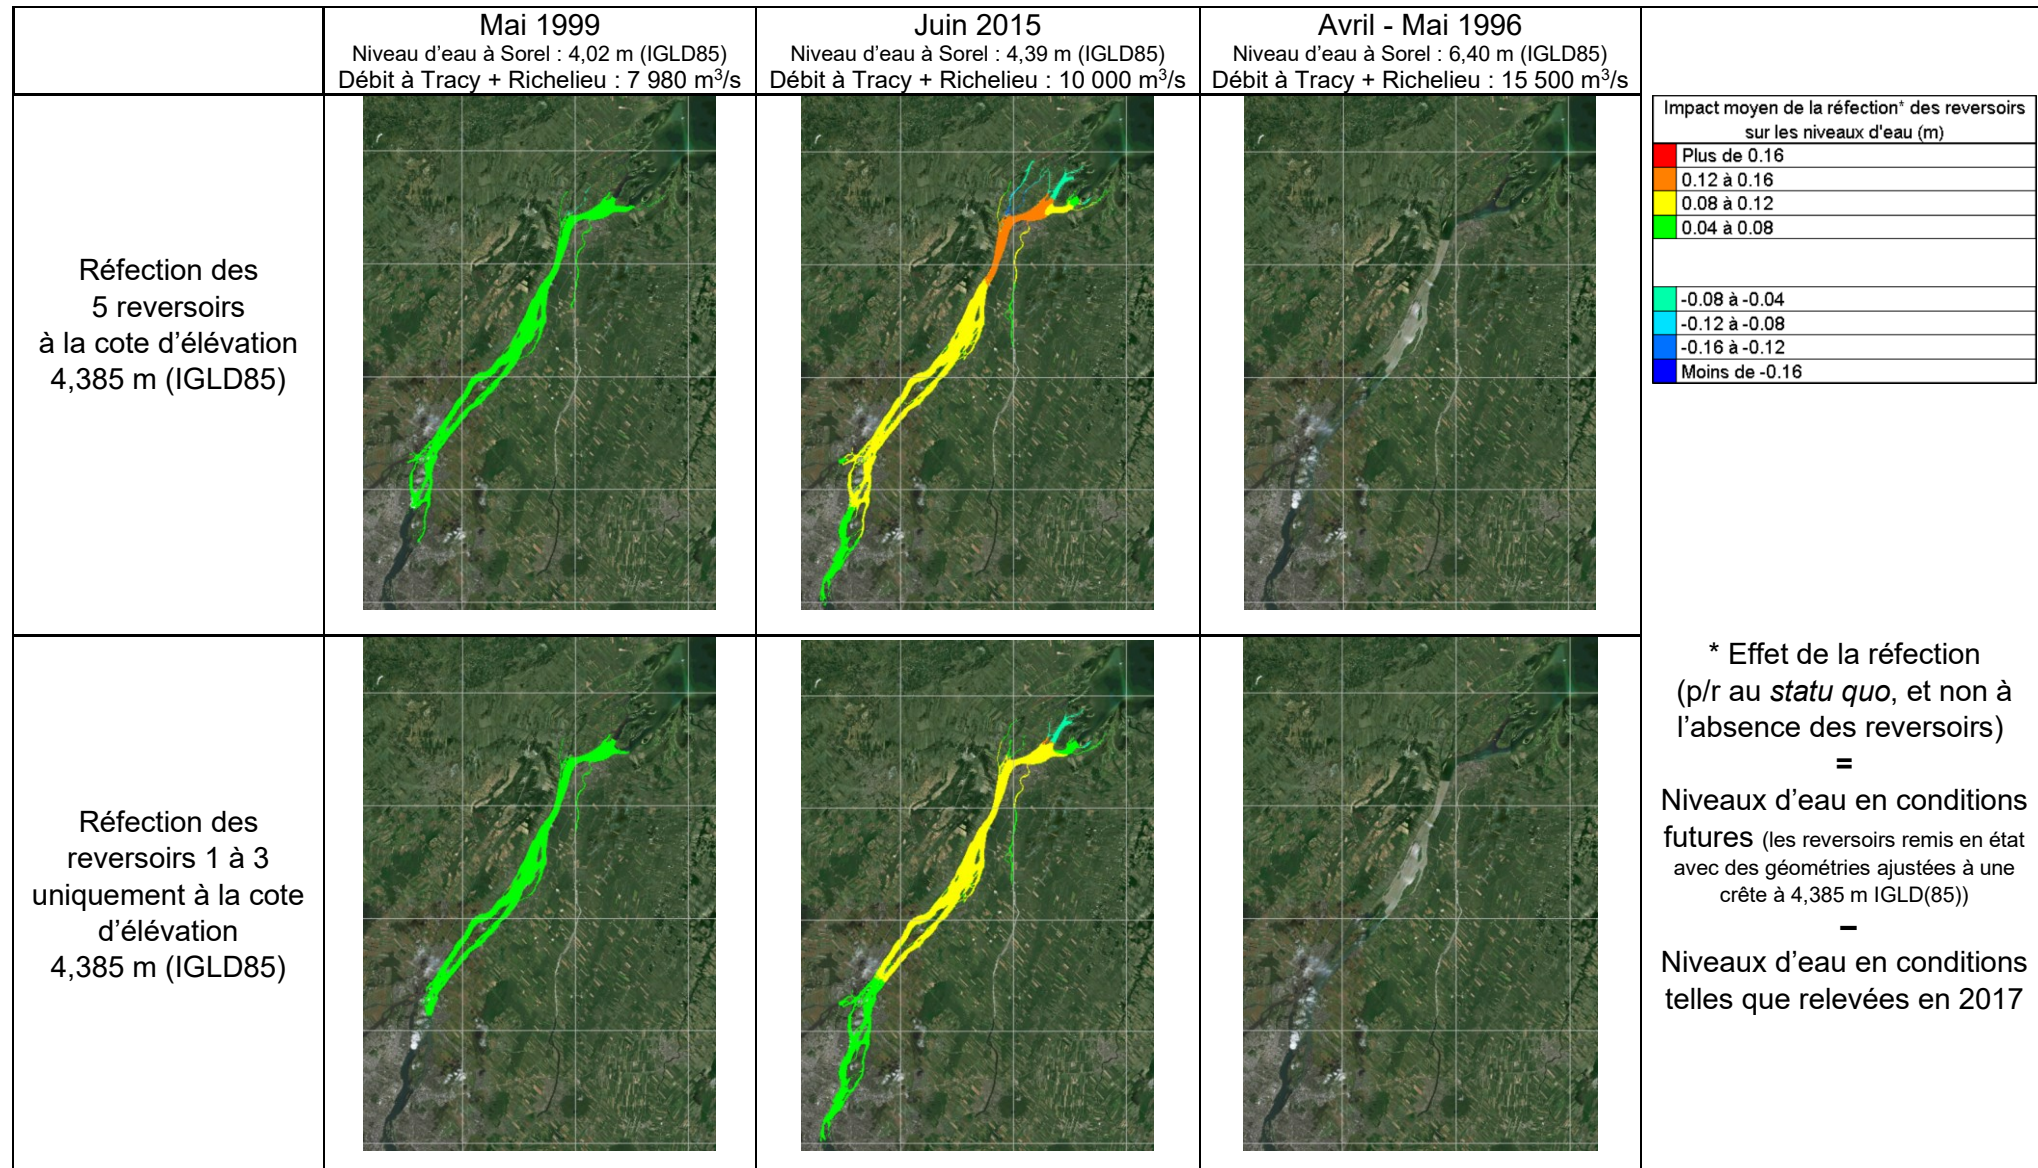 Mai 1999
Niveau d'eau à Sorel : 4,02 m (IGLD85)
Débit à Tracy + Richelieu : 7 980 m³/s
Juin 2015
Niveau d'eau à Sorel : 4,39 m (IGLD85)
Débit à Tracy + Richelieu : 10 000 m³/s
Avril - Mai 1996
Niveau d'eau à Sorel : 6,40 m (IGLD85)
Débit à Tracy + Richelieu : 15 500 m³/s
Réfection des
5 reversoirs
à la cote d'élévation
4,385 m (IGLD85)
Impact moyen de la réfection* des reversoirs
sur les niveaux d'eau (m)
Plus de 0.16
0.12 à 0.16
0.08 à 0.12
0.04 à 0.08
-0.08 à -0.04
-0.12 à -0.08
-0.16 à -0.12
Moins de -0.16
Réfection des
reversoirs 1 à 3
uniquement à la cote
d'élévation
4,385 m (IGLD85)
* Effet de la réfection
(p/r au statu quo, et non à
l'absence des reversoirs)
=
Niveaux d'eau en conditions
futures (les reversoirs remis en état
avec des géométries ajustées à une
crête à 4,385 m IGLD(85))
–
Niveaux d'eau en conditions
telles que relevées en 2017